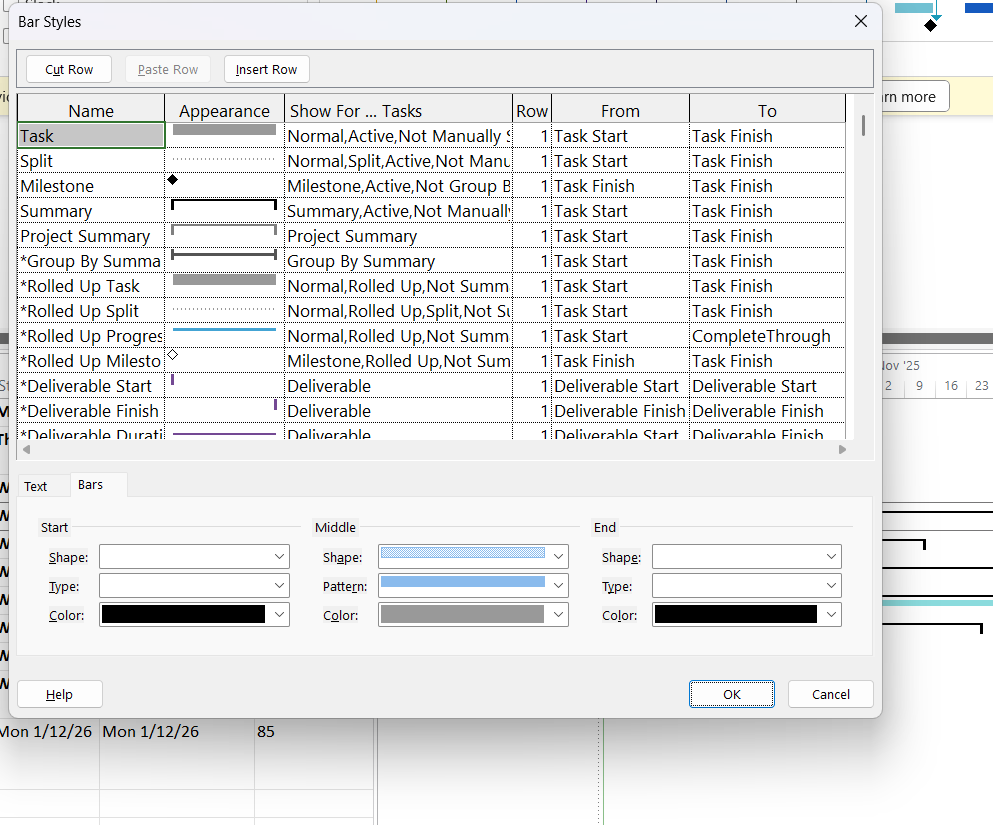 Bar Styles
Cut Row Paste Row Insert Row
rn more
Name Appearance Show For ... Tasks Row From To
Task Normal,Active,Not Manually 1 Task Start Task Finish
Split Normal,Split,Active,Not Manu 1 Task Start Task Finish
Milestone Milestone,Active,Not Group B 1 Task Finish Task Finish
Summary Summary,Active,Not Manually 1 Task Start Task Finish
Project Summary Project Summary 1 Task Start Task Finish
*Group By Summa Group By Summary 1 Task Start Task Finish
*Rolled Up Task Normal,Rolled Up,Not Summ 1 Task Start Task Finish
*Rolled Up Split Normal,Rolled Up,Split,Not Su 1 Task Start Task Finish
*Rolled Up Progres Normal,Rolled Up,Not Summ 1 Task Start CompleteThrough
*Rolled Up Milesto Milestone,Rolled Up,Not Sum 1 Task Finish Task Finish
Nov '25
*Deliverable Start Deliverable 1 Deliverable Start Deliverable Start
2 9 16 23
*Deliverable Finish Deliverable 1 Deliverable Finish Deliverable Finish
*Deliverable Durati Deliverable 1 Deliverable Start Deliverable Finish
Text Bars
Start Middle End
Shape: Shape: Shape:
Type: Pattern: Type:
Color: Color: Color:
Help OK Cancel
Mon 1/12/26 Mon 1/12/26 85